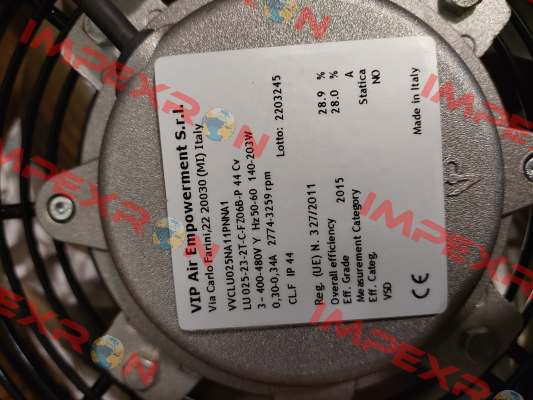 VIP Air Empowerment S.r.l.
Via Carlo Farini,22 20030 (MI) Italy
VVCLU025NA11PNNA1
LU 025-23-2T-C-FZ06B-P 44 Cv
3~ 400-480V Y Hz 50-60 140-203W
0,30-0,34A 2774-3259 rpm
CL.F IP 44 Lotto: 2203245
Reg. (UE) N. 327/2011
Overall efficiency 28.9 %
Eff. Grade 2015 28.0 %
Measurement Category A
Eff. Categ. Statica
VSD NO
CE Made in Italy
IMPEXRON
IMPEXRON
IMPEXRON
IMPEXRON
IMPEXRON